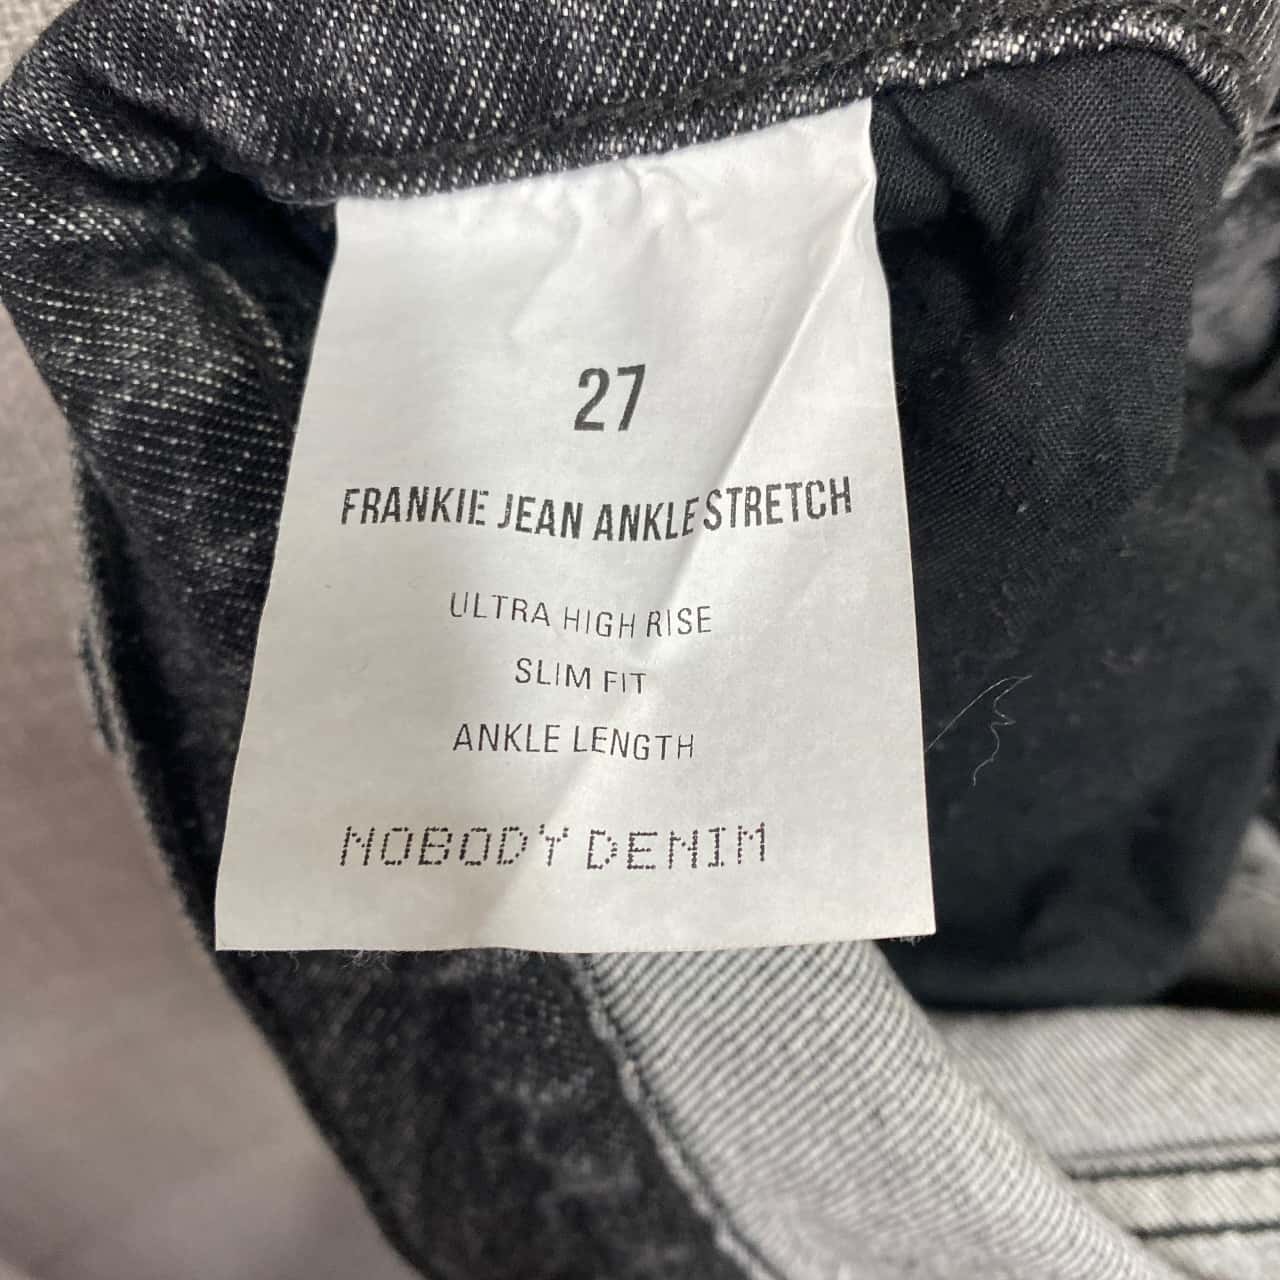 27
FRANKIE JEAN ANKLE STRETCH
ULTRA HIGH RISE
SLIM FIT
ANKLE LENGTH
NOBODY DENIM